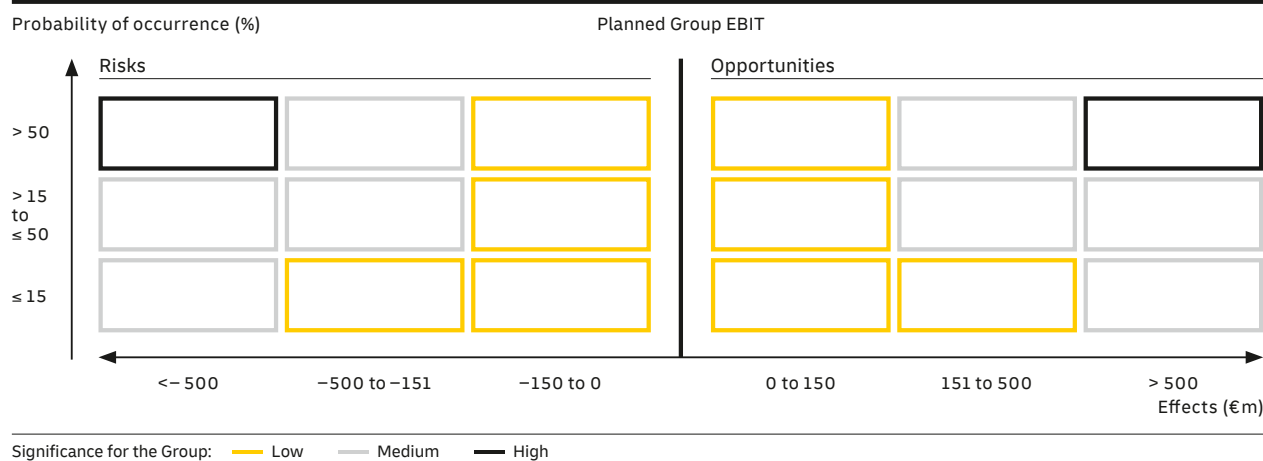 Probability of occurrence (%)
Planned Group EBIT
Risks
Opportunities
> 50
> 15
to
≤ 50
≤ 15
<– 500
–500 to –151
–150 to 0
0 to 150
151 to 500
> 500
Effects (€m)
Significance for the Group:
Low
Medium
High